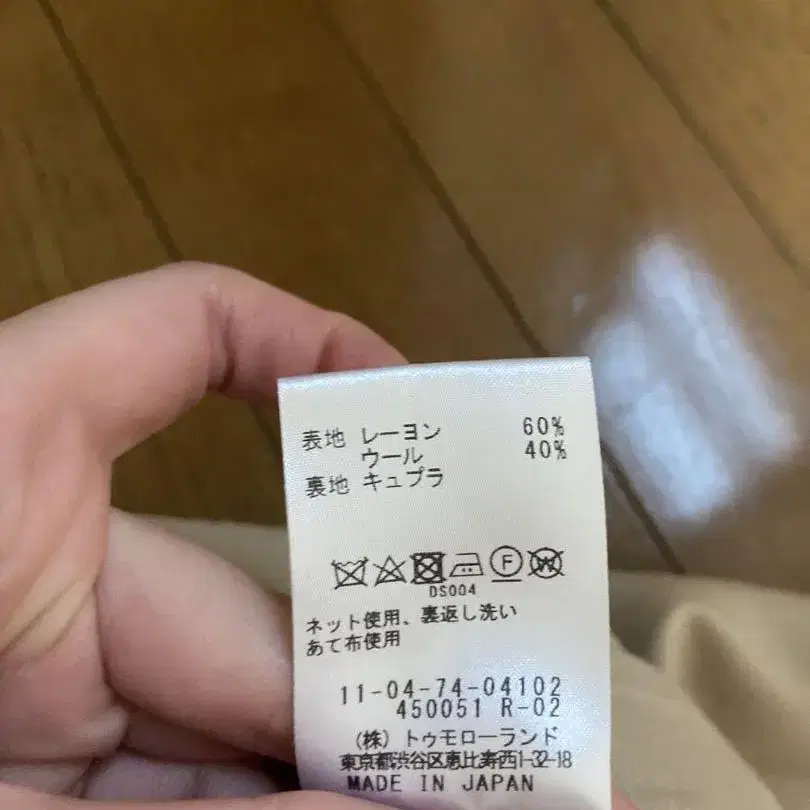 表地 レーヨン 60%
ウール 40%
裏地 キュプラ
F W
DS004
ネット使用、裏返し洗い
あて布使用
11-04-74-04102
450051 R-02
(株) トゥモローランド
東京都渋谷区恵比寿西1-32-18
MADE IN JAPAN